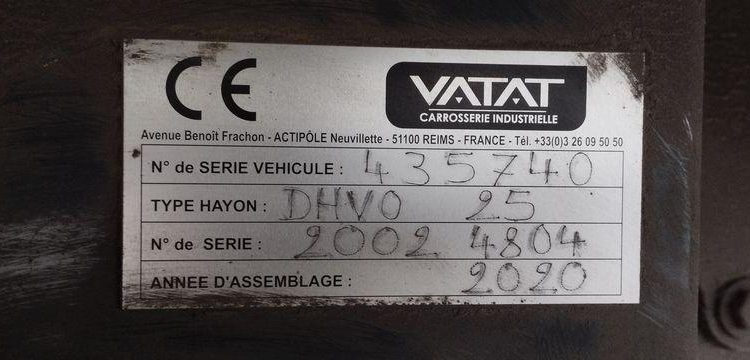 CE
VATAT
CARROSSERIE INDUSTRIELLE
Avenue Benoît Frachon - ACTIPÔLE Neuvillette - 51100 REIMS - FRANCE - Tél. +33(0)3 26 09 50 50
N° de SERIE VEHICULE : 435740
TYPE HAYON : DHVO 25
N° de SERIE : 2002 4804
ANNEE D'ASSEMBLAGE : 2020